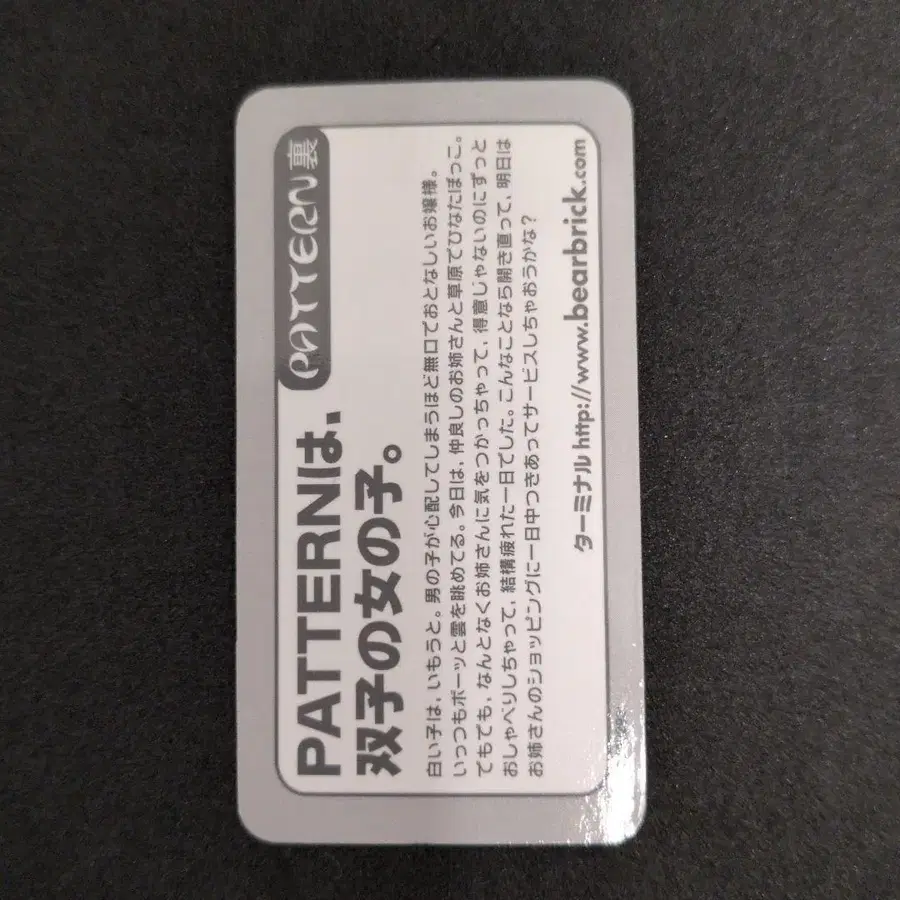 PATTERN裏
PATTERNは、
双子の女の子。
白い子は、いもうと。男の子が心配してしまうほど無口でおとなしいお嬢様。
いっつもボーッと雲を眺めてる。今日は、仲良しのお姉さんと草原でひなたぼっこ。
でもでも、なんとなくお姉さんに気をつかっちゃって、得意じゃないのにずっと
おしゃべりしちゃって、結構疲れた一日でした。こんなことなら開き直って、明日は
お姉さんのショッピングに一日中つきあってサービスしちゃおうかな?
ターミナル http://www.bearbrick.com